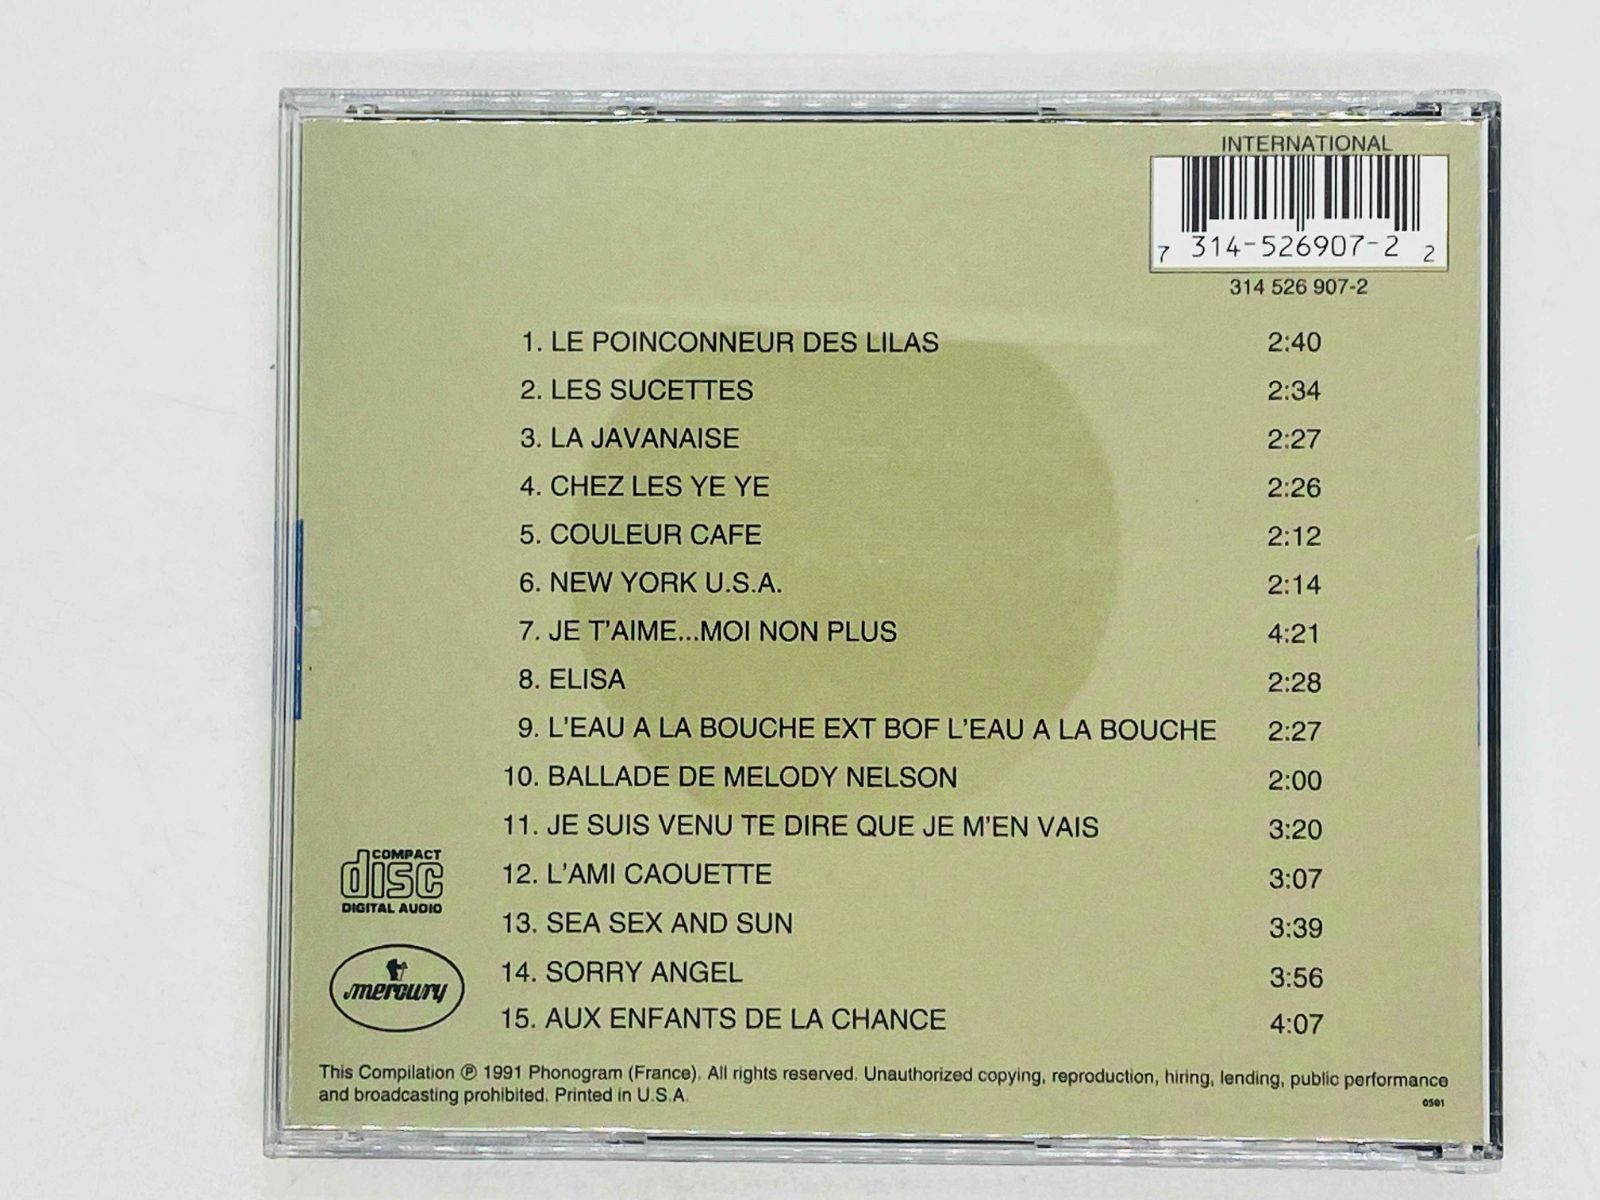 INTERNATIONAL
7 314-526907-2 2
314 526 907-2
1. LE POINCONNEUR DES LILAS 2:40
2. LES SUCETTES 2:34
3. LA JAVANAISE 2:27
4. CHEZ LES YE YE 2:26
5. COULEUR CAFE 2:12
6. NEW YORK U.S.A. 2:14
7. JE T'AIME...MOI NON PLUS 4:21
8. ELISA 2:28
9. L'EAU A LA BOUCHE EXT BOF L'EAU A LA BOUCHE 2:27
10. BALLADE DE MELODY NELSON 2:00
11. JE SUIS VENU TE DIRE QUE JE M'EN VAIS 3:20
12. L'AMI CAOUETTE 3:07
13. SEA SEX AND SUN 3:39
14. SORRY ANGEL 3:56
15. AUX ENFANTS DE LA CHANCE 4:07
COMPACT
disc
DIGITAL AUDIO
mercury
This Compilation ℗ 1991 Phonogram (France). All rights reserved. Unauthorized copying, reproduction, hiring, lending, public performance
and broadcasting prohibited. Printed in U.S.A.
0591